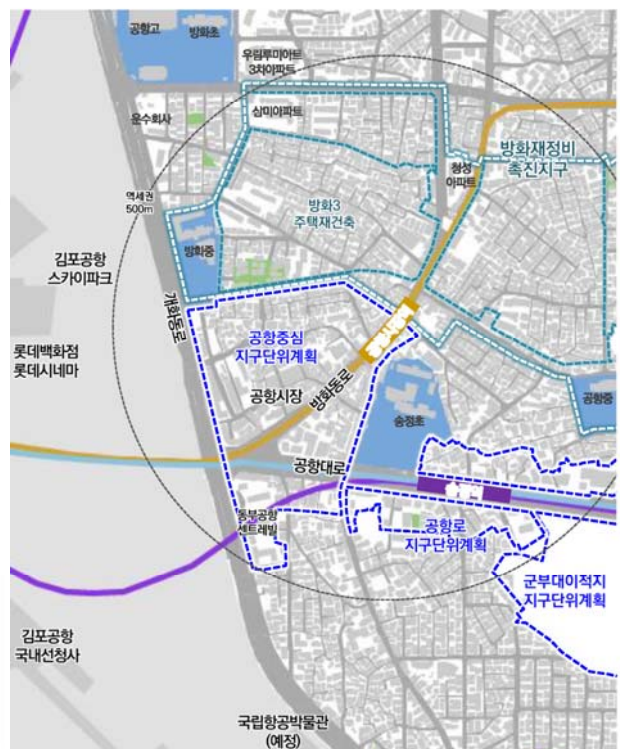 공항고
방화초
우림루미아트
3차아파트
운수회사
상미아파트
방화재정비
촉진지구
청성
아파트
역세권
500m
방화3
주택재건축
방화중
김포공항
스카이파크
개화동로
공항중심
지구단위계획
롯데백화점
롯데시네마
공항시장
방화동로
송정초
공항중
공항대로
동부공항
센트레빌
공항로
지구단위계획
군부대이적지
지구단위계획
김포공항
국내선청사
국립항공박물관
(예정)